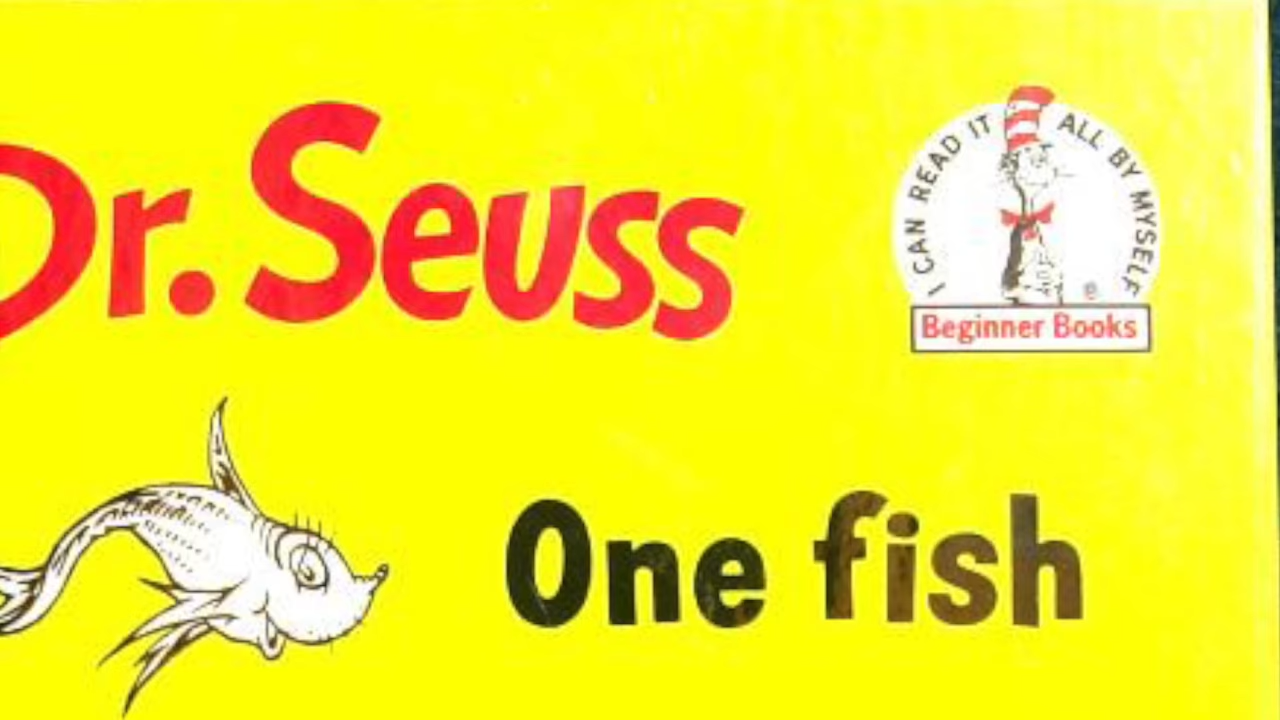 Dr. Seuss
I CAN READ IT ALL BY MYSELF
®
Beginner Books
One fish